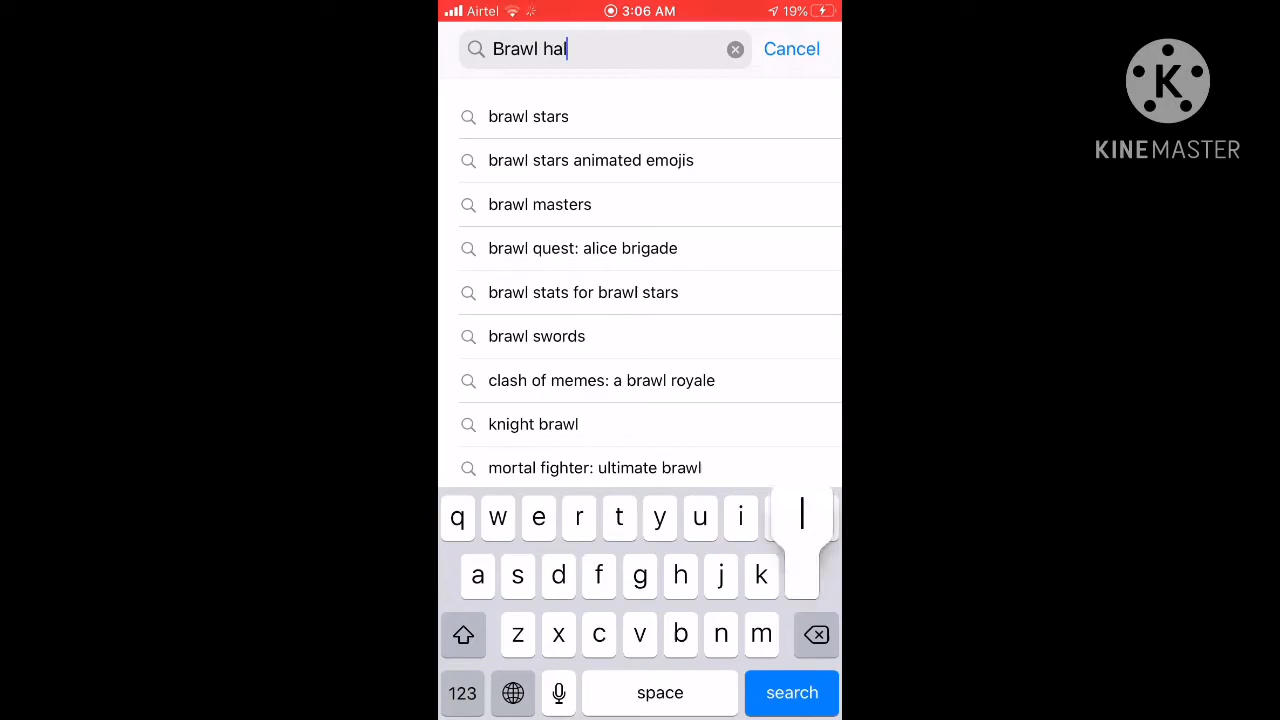 Airtel 3:06 AM 19%
Brawl hal Cancel
K
KINEMASTER
brawl stars
brawl stars animated emojis
brawl masters
brawl quest: alice brigade
brawl stats for brawl stars
brawl swords
clash of memes: a brawl royale
knight brawl
mortal fighter: ultimate brawl
q w e r t y u i l
a s d f g h j k
z x c v b n m
123 space search